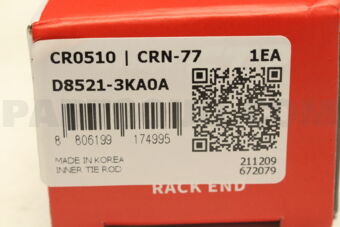 CR0510 | CRN-77 1EA
D8521-3KA0A
8 806199 174995
MADE IN KOREA
INNER TIE ROD
211209
672079
RACK END